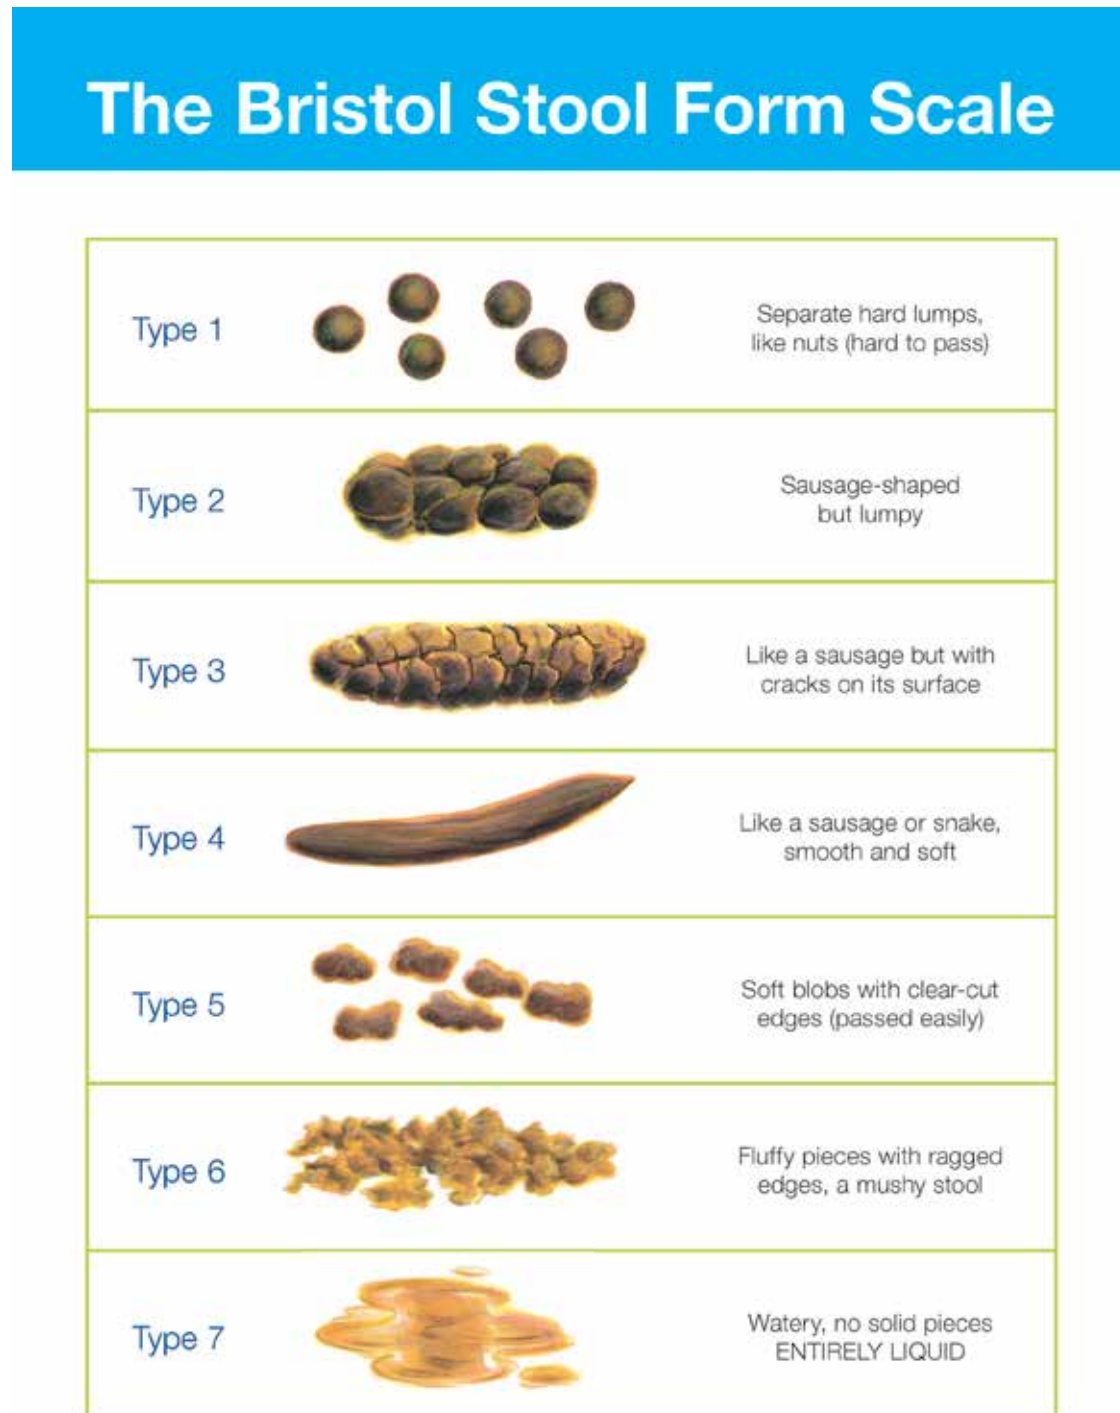 The Bristol Stool Form Scale
Type 1
Separate hard lumps,
like nuts (hard to pass)
Type 2
Sausage-shaped
but lumpy
Type 3
Like a sausage but with
cracks on its surface
Type 4
Like a sausage or snake,
smooth and soft
Type 5
Soft blobs with clear-cut
edges (passed easily)
Type 6
Fluffy pieces with ragged
edges, a mushy stool
Type 7
Watery, no solid pieces
ENTIRELY LIQUID